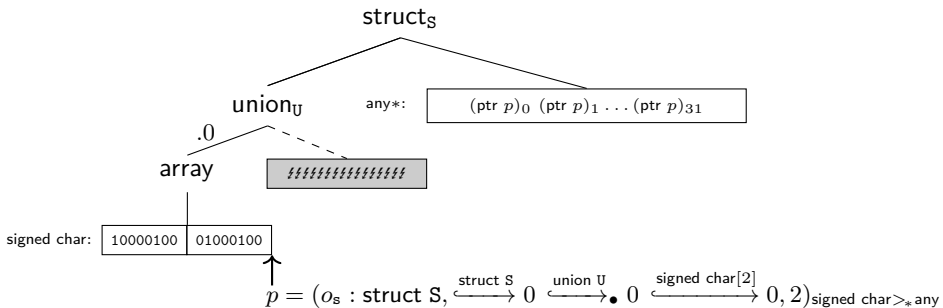 struct_S
union_U any*: (ptr p)_0 (ptr p)_1 … (ptr p)_31
.0
array ↯↯↯↯↯↯↯↯↯↯↯↯↯↯↯↯
signed char: 10000100 01000100
p = (o_s : struct S, ↪^{struct S} 0 ↪^{union U}_• 0 ↪^{signed char[2]} 0, 2)_{signed char>_*any}